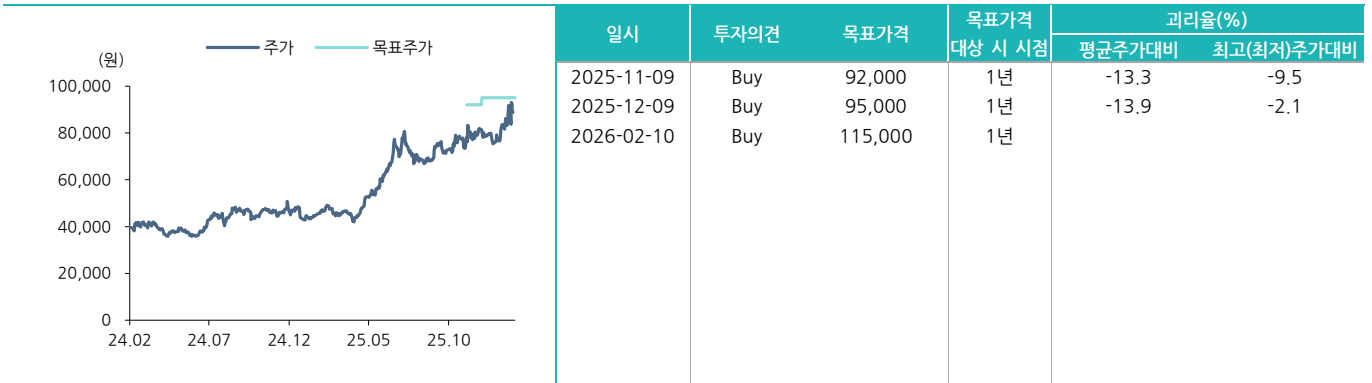 주가 목표주가
(원)
100,000
80,000
60,000
40,000
20,000
0
24.02 24.07 24.12 25.05 25.10
일시 투자의견 목표가격 목표가격 대상 시 시점 괴리율(%)
평균주가대비 최고(최저)주가대비
2025-11-09 Buy 92,000 1년 -13.3 -9.5
2025-12-09 Buy 95,000 1년 -13.9 -2.1
2026-02-10 Buy 115,000 1년